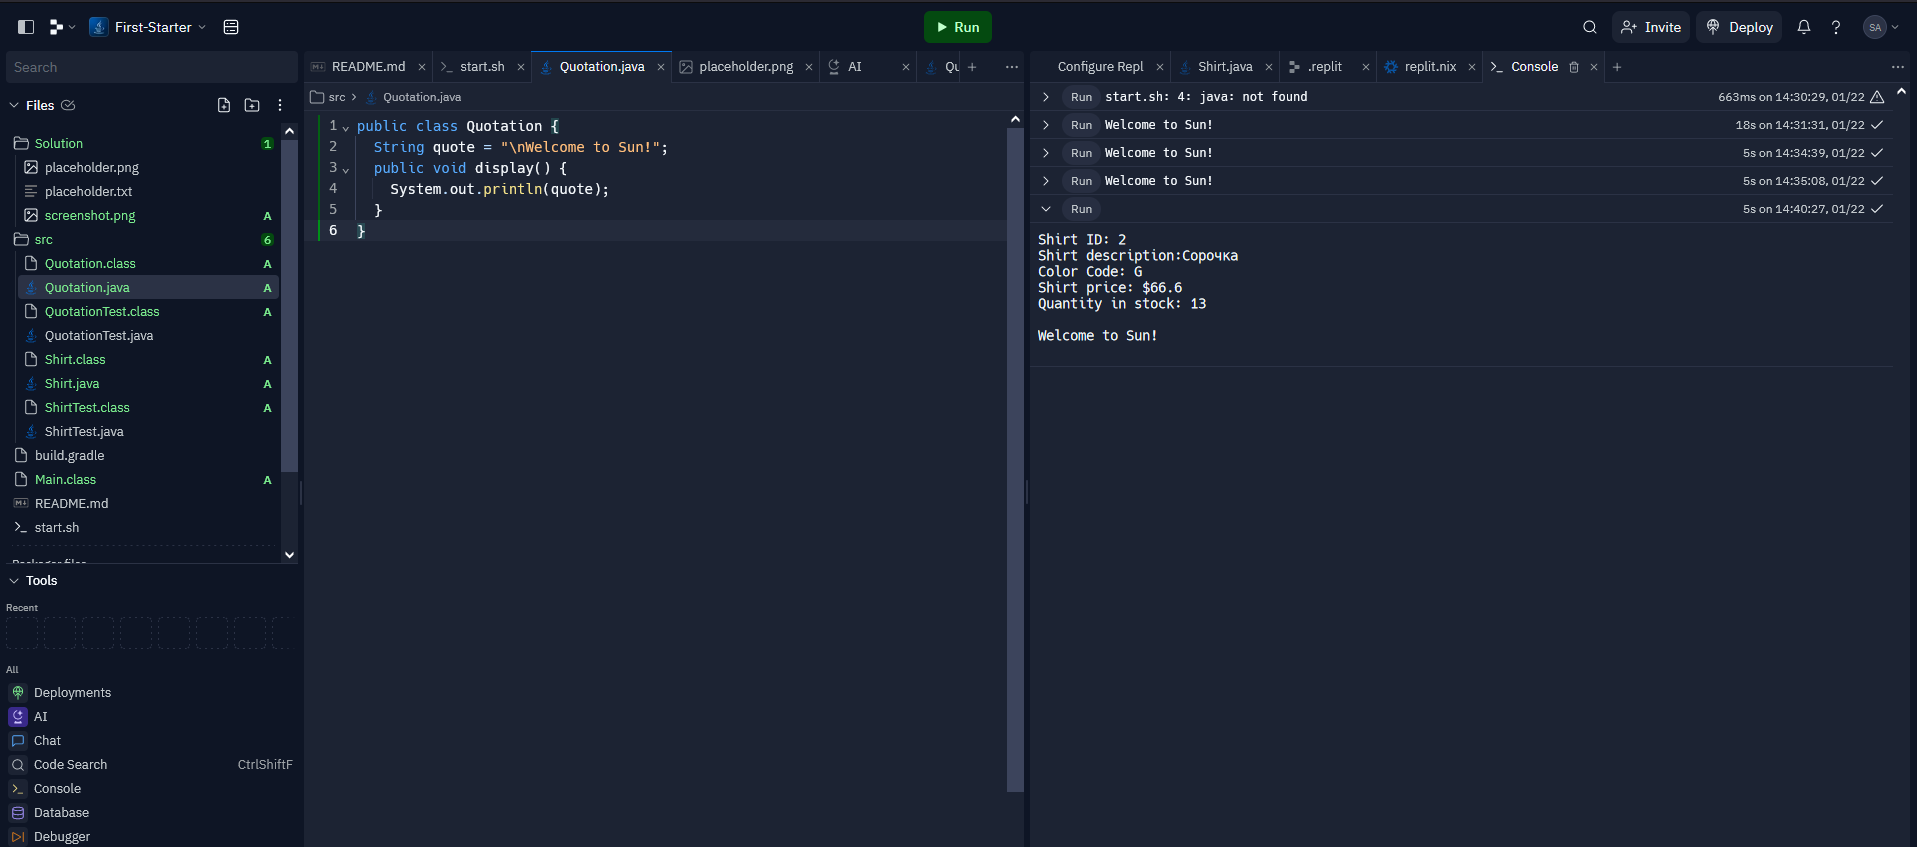 First-Starter
Run
Invite
Deploy
SA
Search
README.md
start.sh
Quotation.java
placeholder.png
AI
Configure Repl
Shirt.java
.replit
replit.nix
Console
Files
Solution 1
placeholder.png
placeholder.txt
screenshot.png A
src 6
Quotation.class A
Quotation.java A
QuotationTest.class A
QuotationTest.java
Shirt.class A
Shirt.java A
ShirtTest.class A
ShirtTest.java
build.gradle
Main.class A
README.md
start.sh
Tools
Recent
All
Deployments
AI
Chat
Code Search CtrlShiftF
Console
Database
Debugger
src > Quotation.java
1 public class Quotation {
2 String quote = "\nWelcome to Sun!";
3 public void display() {
4 System.out.println(quote);
5 }
6 }
Run start.sh: 4: java: not found 663ms on 14:30:29, 01/22
Run Welcome to Sun! 18s on 14:31:31, 01/22
Run Welcome to Sun! 5s on 14:34:39, 01/22
Run Welcome to Sun! 5s on 14:35:08, 01/22
Run 5s on 14:40:27, 01/22
Shirt ID: 2
Shirt description:Сорочка
Color Code: G
Shirt price: $66.6
Quantity in stock: 13
Welcome to Sun!